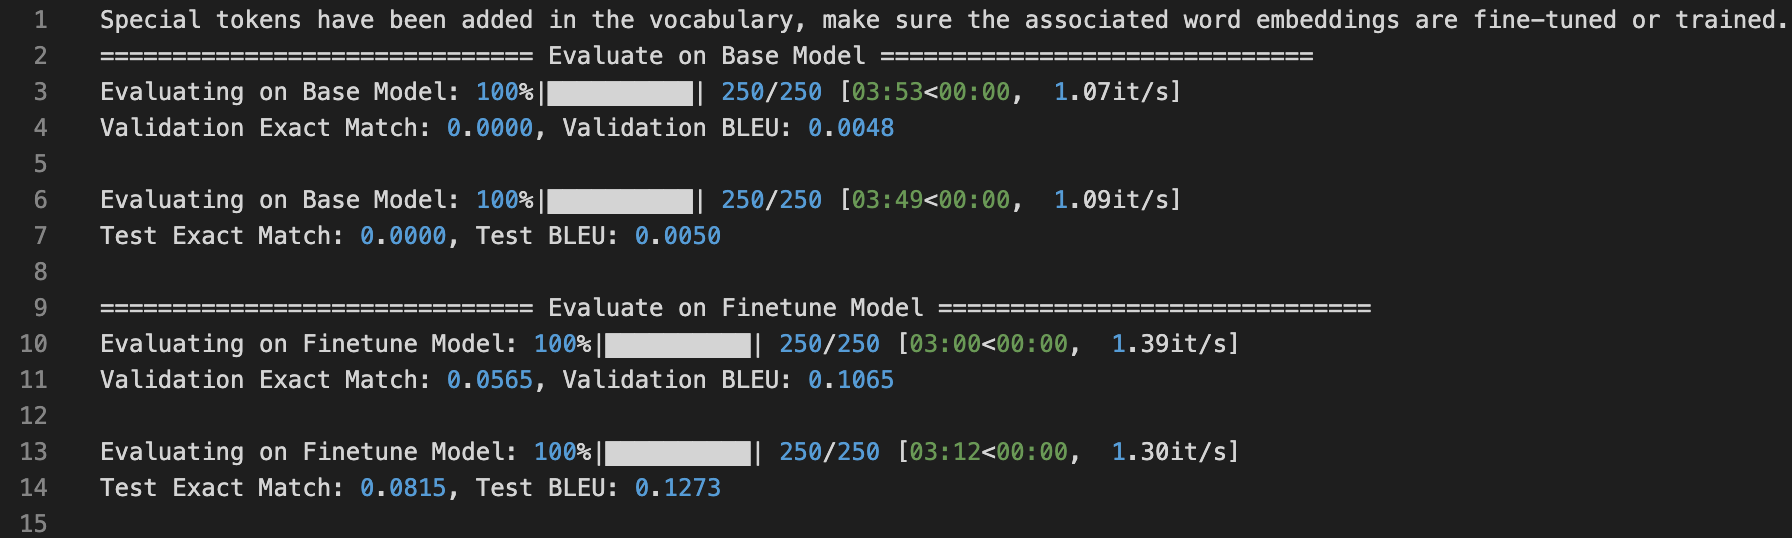 1 Special tokens have been added in the vocabulary, make sure the associated word embeddings are fine-tuned or trained.
2 ============================== Evaluate on Base Model ==============================
3 Evaluating on Base Model: 100%|██████████| 250/250 [03:53<00:00,  1.07it/s]
4 Validation Exact Match: 0.0000, Validation BLEU: 0.0048
5
6 Evaluating on Base Model: 100%|██████████| 250/250 [03:49<00:00,  1.09it/s]
7 Test Exact Match: 0.0000, Test BLEU: 0.0050
8
9 ============================== Evaluate on Finetune Model ==============================
10 Evaluating on Finetune Model: 100%|██████████| 250/250 [03:00<00:00,  1.39it/s]
11 Validation Exact Match: 0.0565, Validation BLEU: 0.1065
12
13 Evaluating on Finetune Model: 100%|██████████| 250/250 [03:12<00:00,  1.30it/s]
14 Test Exact Match: 0.0815, Test BLEU: 0.1273
15